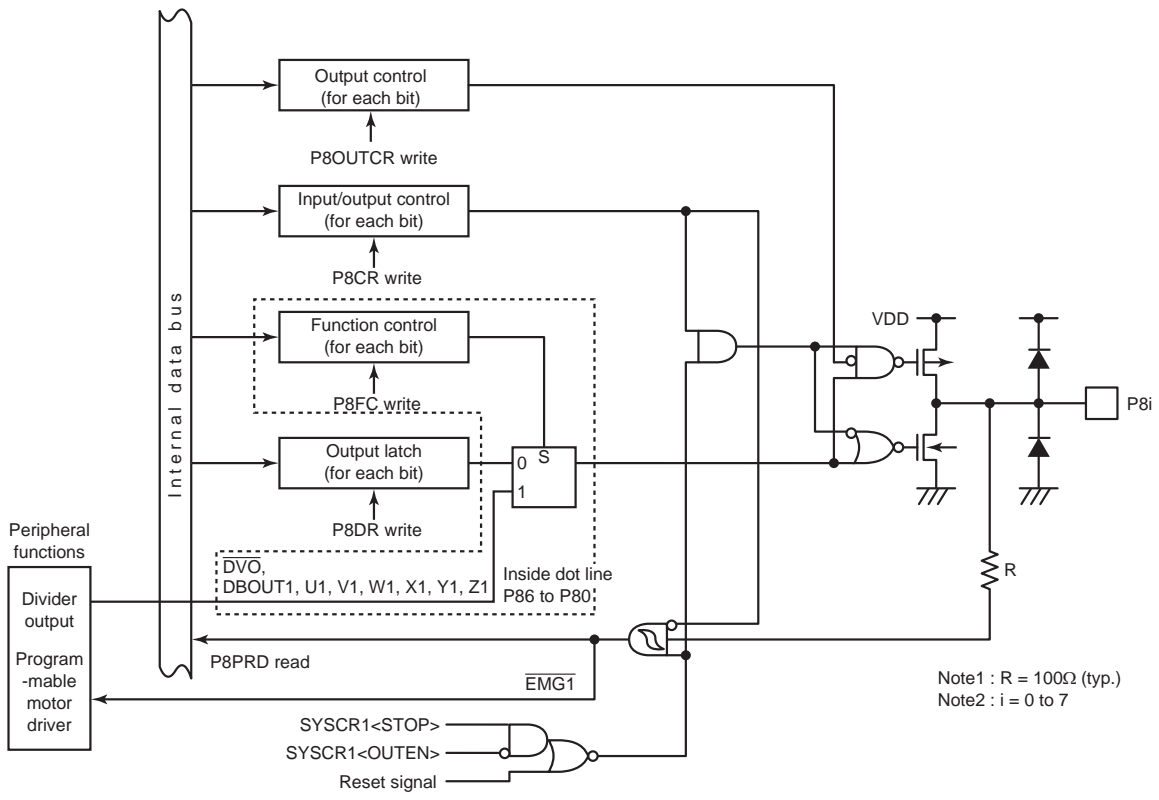 Output control
(for each bit)
P8OUTCR write
Input/output control
(for each bit)
P8CR write
Internal data bus
Function control
(for each bit)
P8FC write
Output latch
(for each bit)
P8DR write
0
S
1
VDD
P8i
R
Peripheral
functions
Divider
output
Program
-mable
motor
driver
DVO,
DBOUT1, U1, V1, W1, X1, Y1, Z1
Inside dot line
P86 to P80
P8PRD read
EMG1
SYSCR1<STOP>
SYSCR1<OUTEN>
Reset signal
Note1 : R = 100Ω (typ.)
Note2 : i = 0 to 7